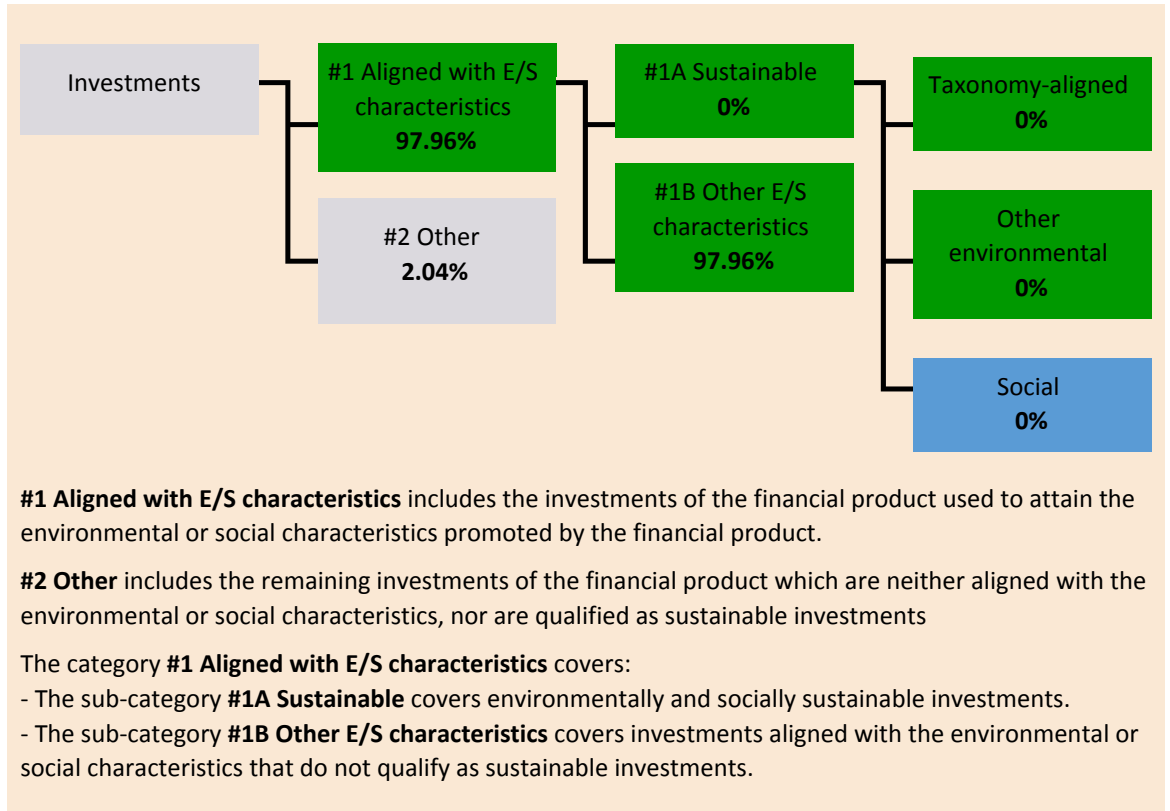 Investments
#1 Aligned with E/S
characteristics
97.96%
#2 Other
2.04%
#1A Sustainable
0%
#1B Other E/S
characteristics
97.96%
Taxonomy-aligned
0%
Other
environmental
0%
Social
0%
#1 Aligned with E/S characteristics includes the investments of the financial product used to attain the
environmental or social characteristics promoted by the financial product.
#2 Other includes the remaining investments of the financial product which are neither aligned with the
environmental or social characteristics, nor are qualified as sustainable investments
The category #1 Aligned with E/S characteristics covers:
- The sub-category #1A Sustainable covers environmentally and socially sustainable investments.
- The sub-category #1B Other E/S characteristics covers investments aligned with the environmental or
social characteristics that do not qualify as sustainable investments.